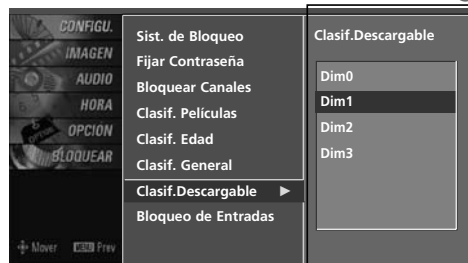 CONFIGU.
IMAGEN
AUDIO
HORA
OPCION
BLOQUEAR
Mover MENU Prev
Sist. de Bloqueo
Fijar Contraseña
Bloquear Canales
Clasif. Películas
Clasif. Edad
Clasif. General
Clasif.Descargable ►
Bloqueo de Entradas
Clasif.Descargable
Dim0
Dim1
Dim2
Dim3